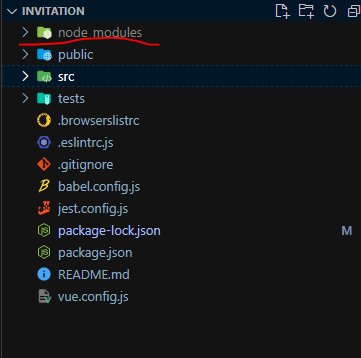 INVITATION
node_modules
public
src
tests
.browserslistrc
.eslintrc.js
.gitignore
babel.config.js
jest.config.js
package-lock.json M
package.json
README.md
vue.config.js